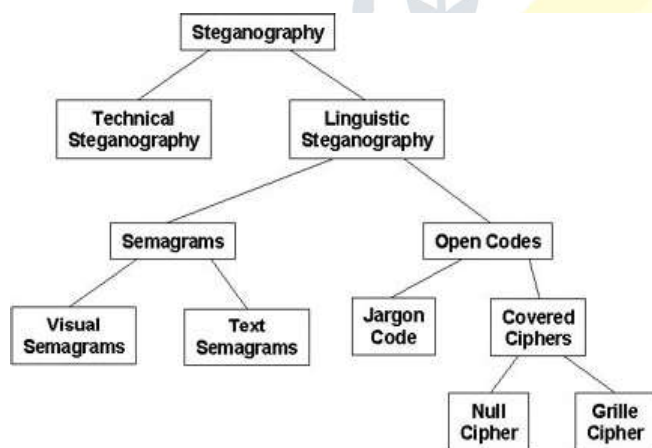 Steganography
Technical
Steganography
Linguistic
Steganography
Semagrams
Open Codes
Visual
Semagrams
Text
Semagrams
Jargon
Code
Covered
Ciphers
Null
Cipher
Grille
Cipher